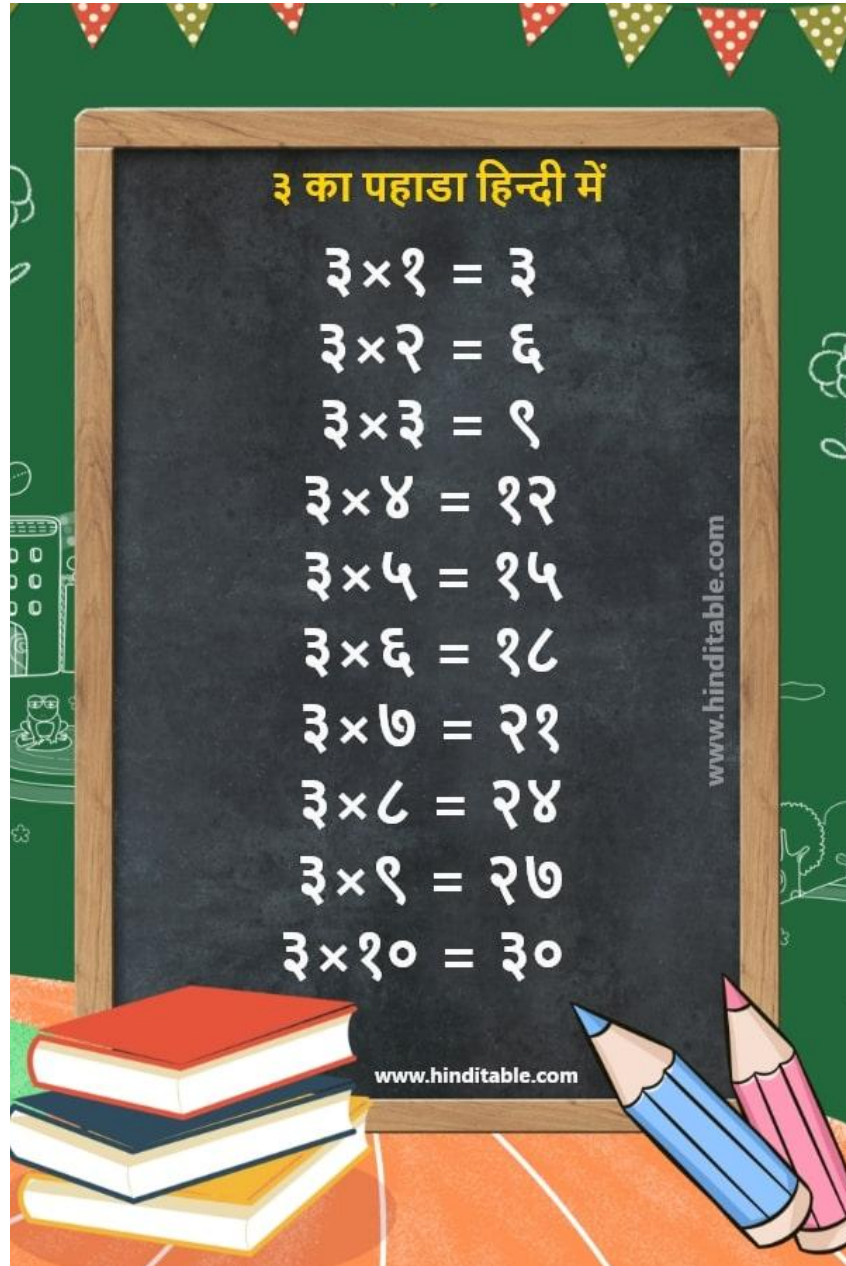 ३ का पहाडा हिन्दी में
३×१ = ३
३×२ = ६
३×३ = ९
३×४ = १२
३×५ = १५
३×६ = १८
३×७ = २१
३×८ = २४
३×९ = २७
३×१० = ३०
www.hinditable.com
www.hinditable.com